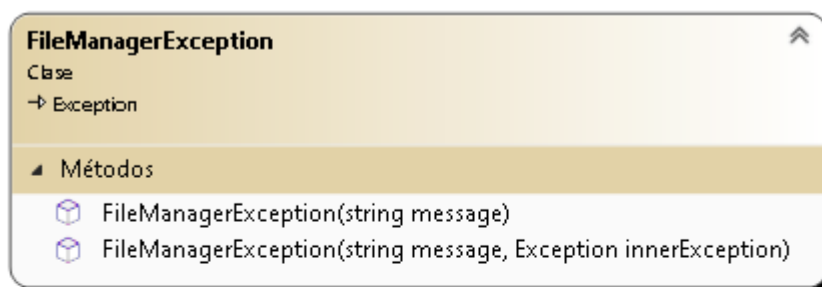 FileManagerException
Clase
Exception
Métodos
FileManagerException(string message)
FileManagerException(string message, Exception innerException)